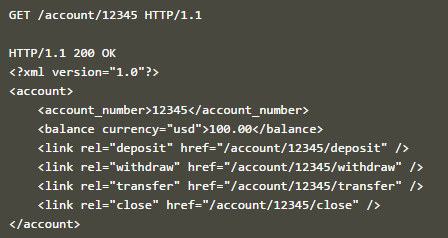 GET /account/12345 HTTP/1.1

HTTP/1.1 200 OK
<?xml version="1.0"?>
<account>
    <account_number>12345</account_number>
    <balance currency="usd">100.00</balance>
    <link rel="deposit" href="/account/12345/deposit" />
    <link rel="withdraw" href="/account/12345/withdraw" />
    <link rel="transfer" href="/account/12345/transfer" />
    <link rel="close" href="/account/12345/close" />
</account>